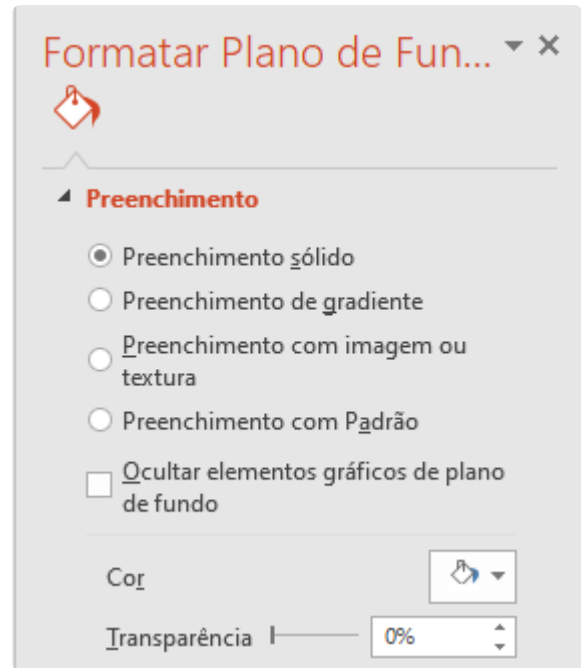 Formatar Plano de Fun...
Preenchimento
Preenchimento sólido
Preenchimento de gradiente
Preenchimento com imagem ou
textura
Preenchimento com Padrão
Ocultar elementos gráficos de plano
de fundo
Cor
Transparência 0%